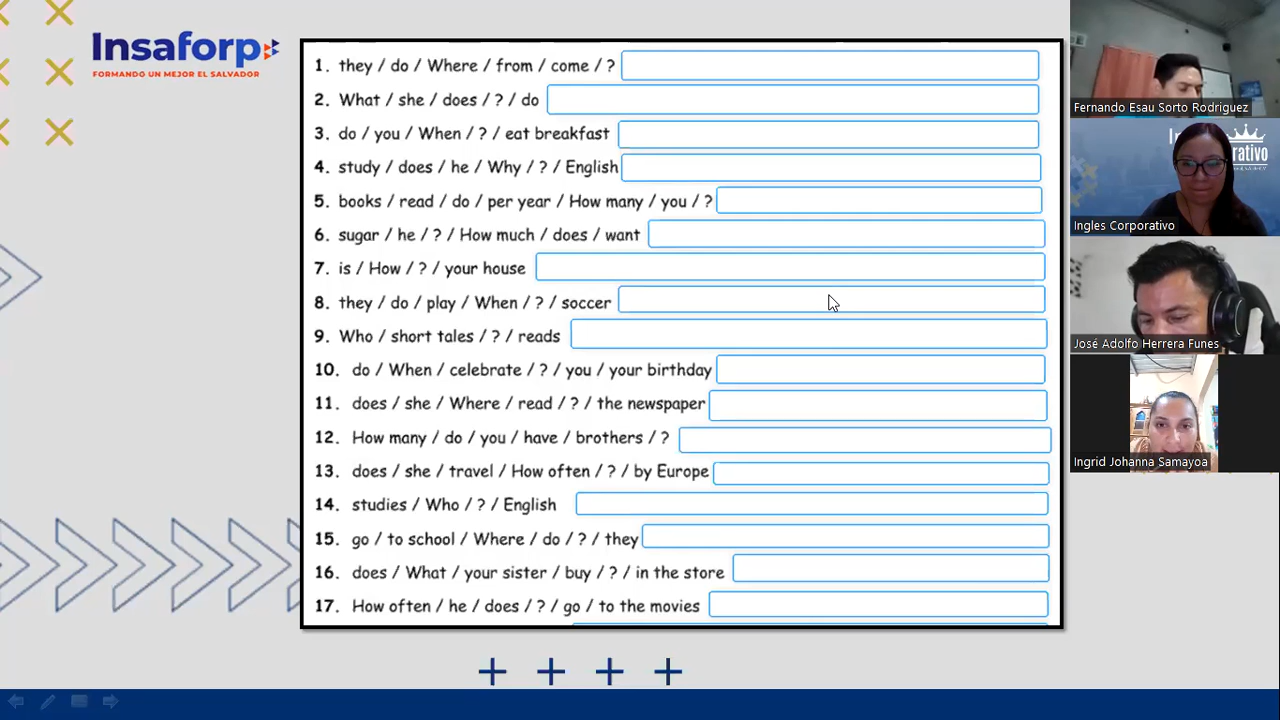 Insaforp
FORMANDO UN MEJOR EL SALVADOR
1. they / do / Where / from / come / ?
2. What / she / does / ? / do
3. do / you / When / ? / eat breakfast
4. study / does / he / Why / ? / English
5. books / read / do / per year / How many / you / ?
6. sugar / he / ? / How much / does / want
7. is / How / ? / your house
8. they / do / play / When / ? / soccer
9. Who / short tales / ? / reads
10. do / When / celebrate / ? / you / your birthday
11. does / she / Where / read / ? / the newspaper
12. How many / do / you / have / brothers / ?
13. does / she / travel / How often / ? / by Europe
14. studies / Who / ? / English
15. go / to school / Where / do / ? / they
16. does / What / your sister / buy / ? / in the store
17. How often / he / does / ? / go / to the movies
Fernando Esau Sorto Rodriguez
Ingles Corporativo
José Adolfo Herrera Funes
Ingrid Johanna Samayoa